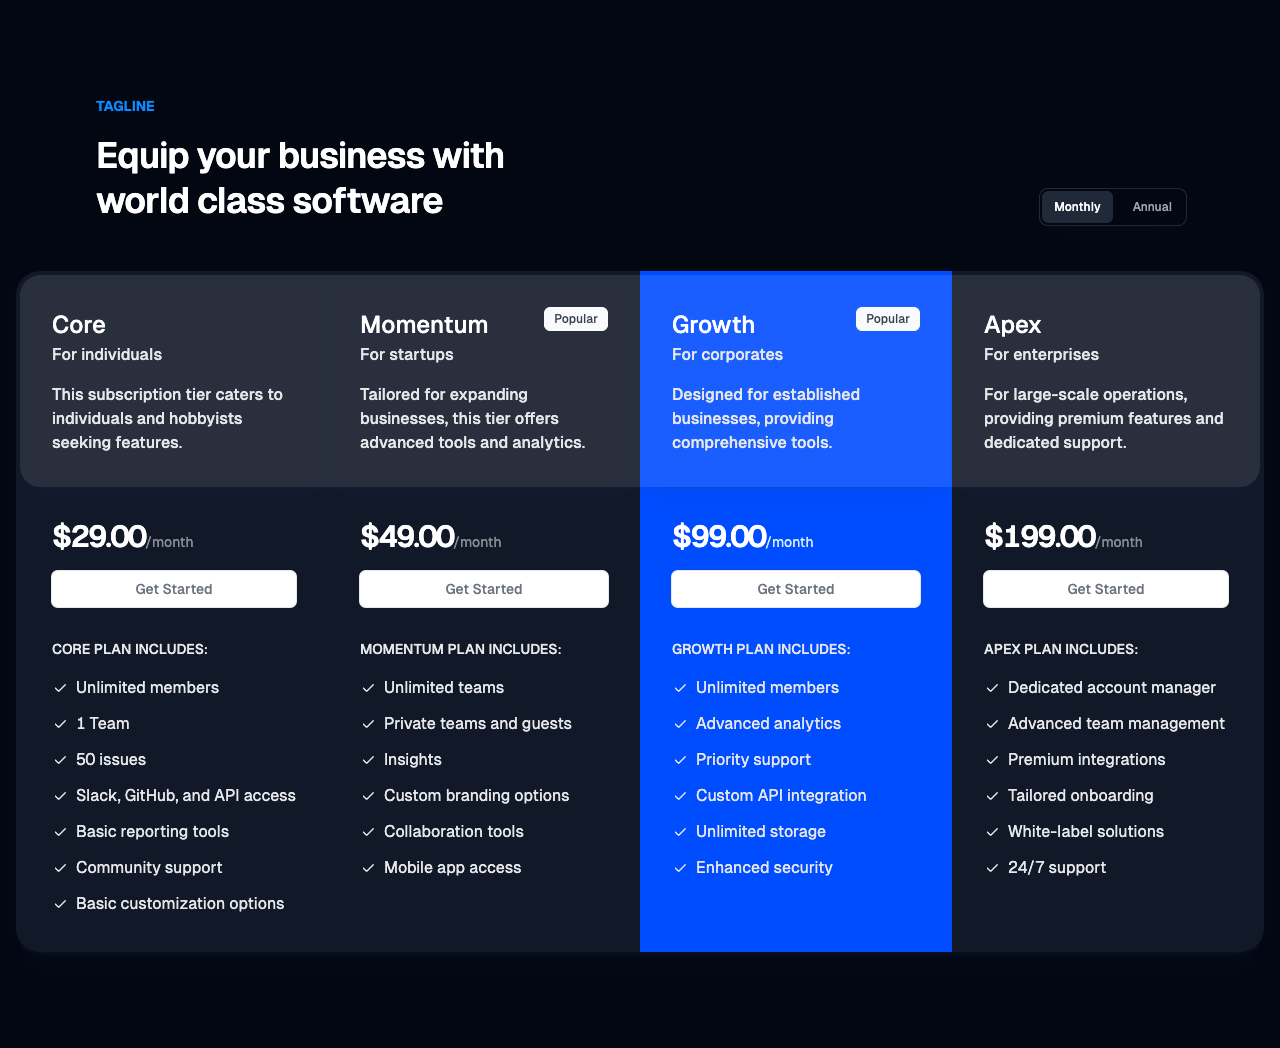 TAGLINE
Equip your business with
world class software
Monthly
Annual
Core
For individuals
This subscription tier caters to
individuals and hobbyists
seeking features.
$29.00/month
Get Started
CORE PLAN INCLUDES:
Unlimited members
1 Team
50 issues
Slack, GitHub, and API access
Basic reporting tools
Community support
Basic customization options
Momentum
Popular
For startups
Tailored for expanding
businesses, this tier offers
advanced tools and analytics.
$49.00/month
Get Started
MOMENTUM PLAN INCLUDES:
Unlimited teams
Private teams and guests
Insights
Custom branding options
Collaboration tools
Mobile app access
Growth
Popular
For corporates
Designed for established
businesses, providing
comprehensive tools.
$99.00/month
Get Started
GROWTH PLAN INCLUDES:
Unlimited members
Advanced analytics
Priority support
Custom API integration
Unlimited storage
Enhanced security
Apex
For enterprises
For large-scale operations,
providing premium features and
dedicated support.
$199.00/month
Get Started
APEX PLAN INCLUDES:
Dedicated account manager
Advanced team management
Premium integrations
Tailored onboarding
White-label solutions
24/7 support